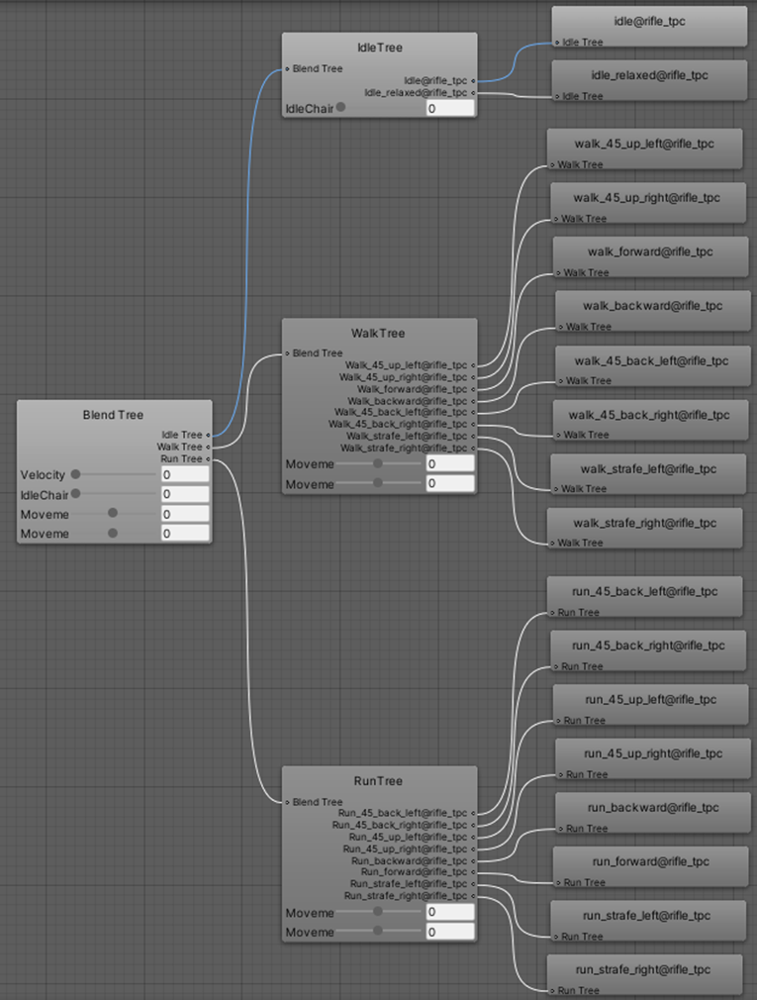 Blend Tree
Idle Tree
Walk Tree
Run Tree
Velocity 0
IdleChair 0
Moveme 0
Moveme 0
IdleTree
Blend Tree
Idle@rifle_tpc
Idle_relaxed@rifle_tpc
IdleChair 0
WalkTree
Blend Tree
Walk_45_up_left@rifle_tpc
Walk_45_up_right@rifle_tpc
Walk_forward@rifle_tpc
Walk_backward@rifle_tpc
Walk_45_back_left@rifle_tpc
Walk_45_back_right@rifle_tpc
Walk_strafe_left@rifle_tpc
Walk_strafe_right@rifle_tpc
Moveme 0
Moveme 0
RunTree
Blend Tree
Run_45_back_left@rifle_tpc
Run_45_back_right@rifle_tpc
Run_45_up_left@rifle_tpc
Run_45_up_right@rifle_tpc
Run_backward@rifle_tpc
Run_forward@rifle_tpc
Run_strafe_left@rifle_tpc
Run_strafe_right@rifle_tpc
Moveme 0
Moveme 0
idle@rifle_tpc
Idle Tree
idle_relaxed@rifle_tpc
Idle Tree
walk_45_up_left@rifle_tpc
Walk Tree
walk_45_up_right@rifle_tpc
Walk Tree
walk_forward@rifle_tpc
Walk Tree
walk_backward@rifle_tpc
Walk Tree
walk_45_back_left@rifle_tpc
Walk Tree
walk_45_back_right@rifle_tpc
Walk Tree
walk_strafe_left@rifle_tpc
Walk Tree
walk_strafe_right@rifle_tpc
Walk Tree
run_45_back_left@rifle_tpc
Run Tree
run_45_back_right@rifle_tpc
Run Tree
run_45_up_left@rifle_tpc
Run Tree
run_45_up_right@rifle_tpc
Run Tree
run_backward@rifle_tpc
Run Tree
run_forward@rifle_tpc
Run Tree
run_strafe_left@rifle_tpc
Run Tree
run_strafe_right@rifle_tpc
Run Tree